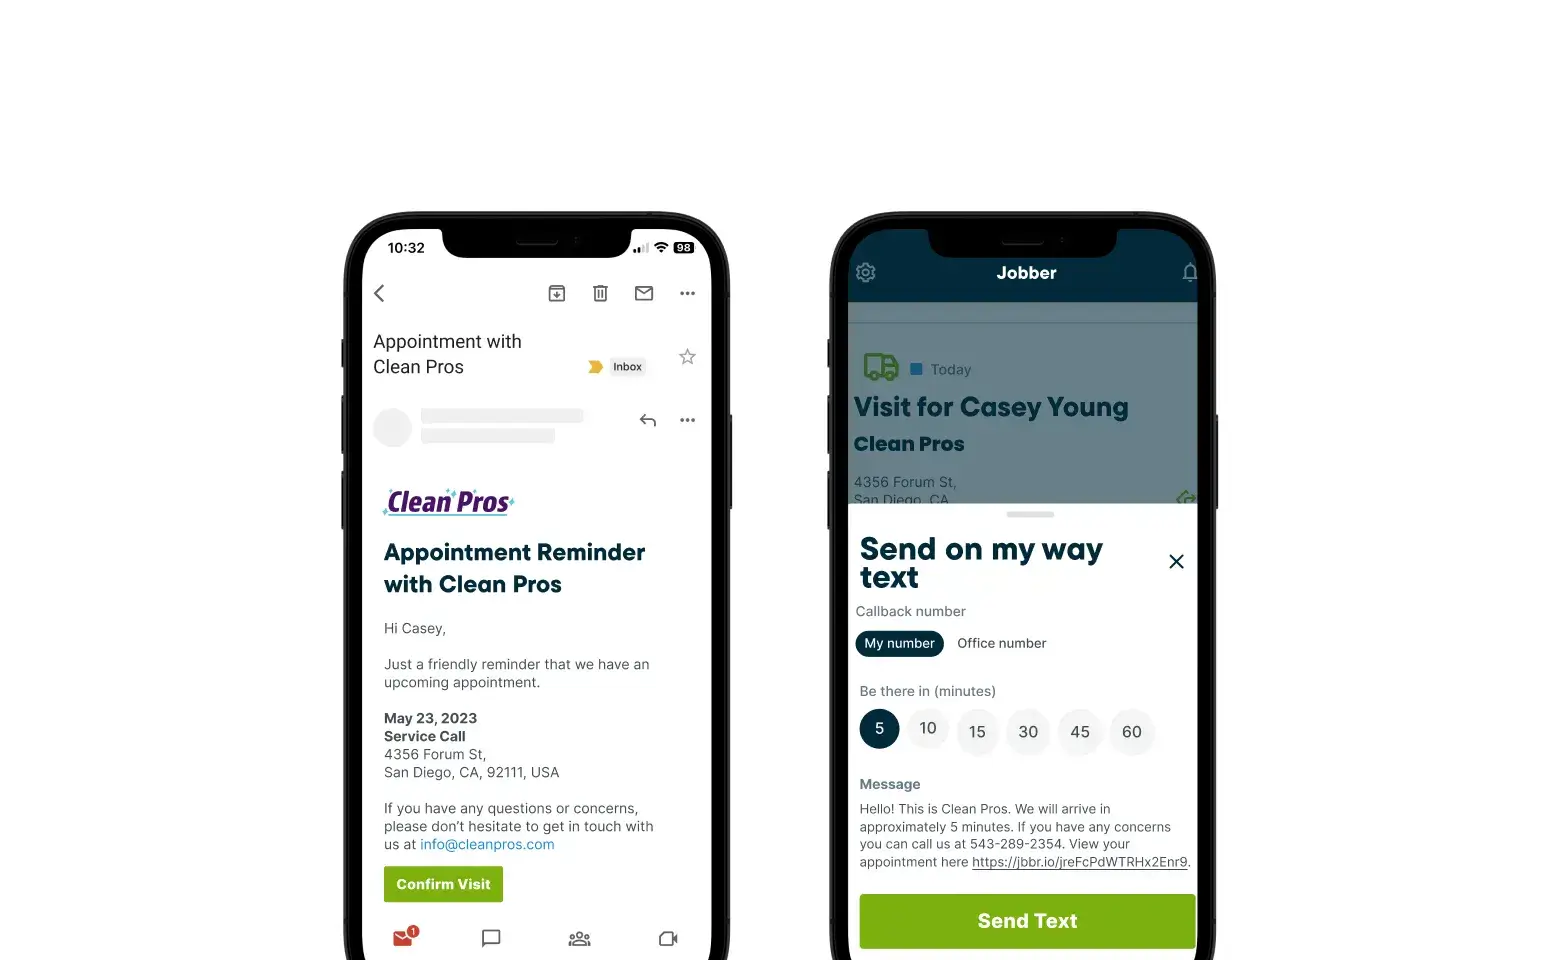 10:32
98
Appointment with
Clean Pros
Inbox
Clean Pros
Appointment Reminder
with Clean Pros
Hi Casey,
Just a friendly reminder that we have an
upcoming appointment.
May 23, 2023
Service Call
4356 Forum St,
San Diego, CA, 92111, USA
If you have any questions or concerns,
please don’t hesitate to get in touch with
us at info@cleanpros.com
Confirm Visit
1
Jobber
Today
Visit for Casey Young
Clean Pros
4356 Forum St,
San Diego, CA
Send on my way
text
Callback number
My number Office number
Be there in (minutes)
5 10 15 30 45 60
Message
Hello! This is Clean Pros. We will arrive in
approximately 5 minutes. If you have any concerns
you can call us at 543-289-2354. View your
appointment here https://jbbr.io/jreFcPdWTRHx2Enr9.
Send Text